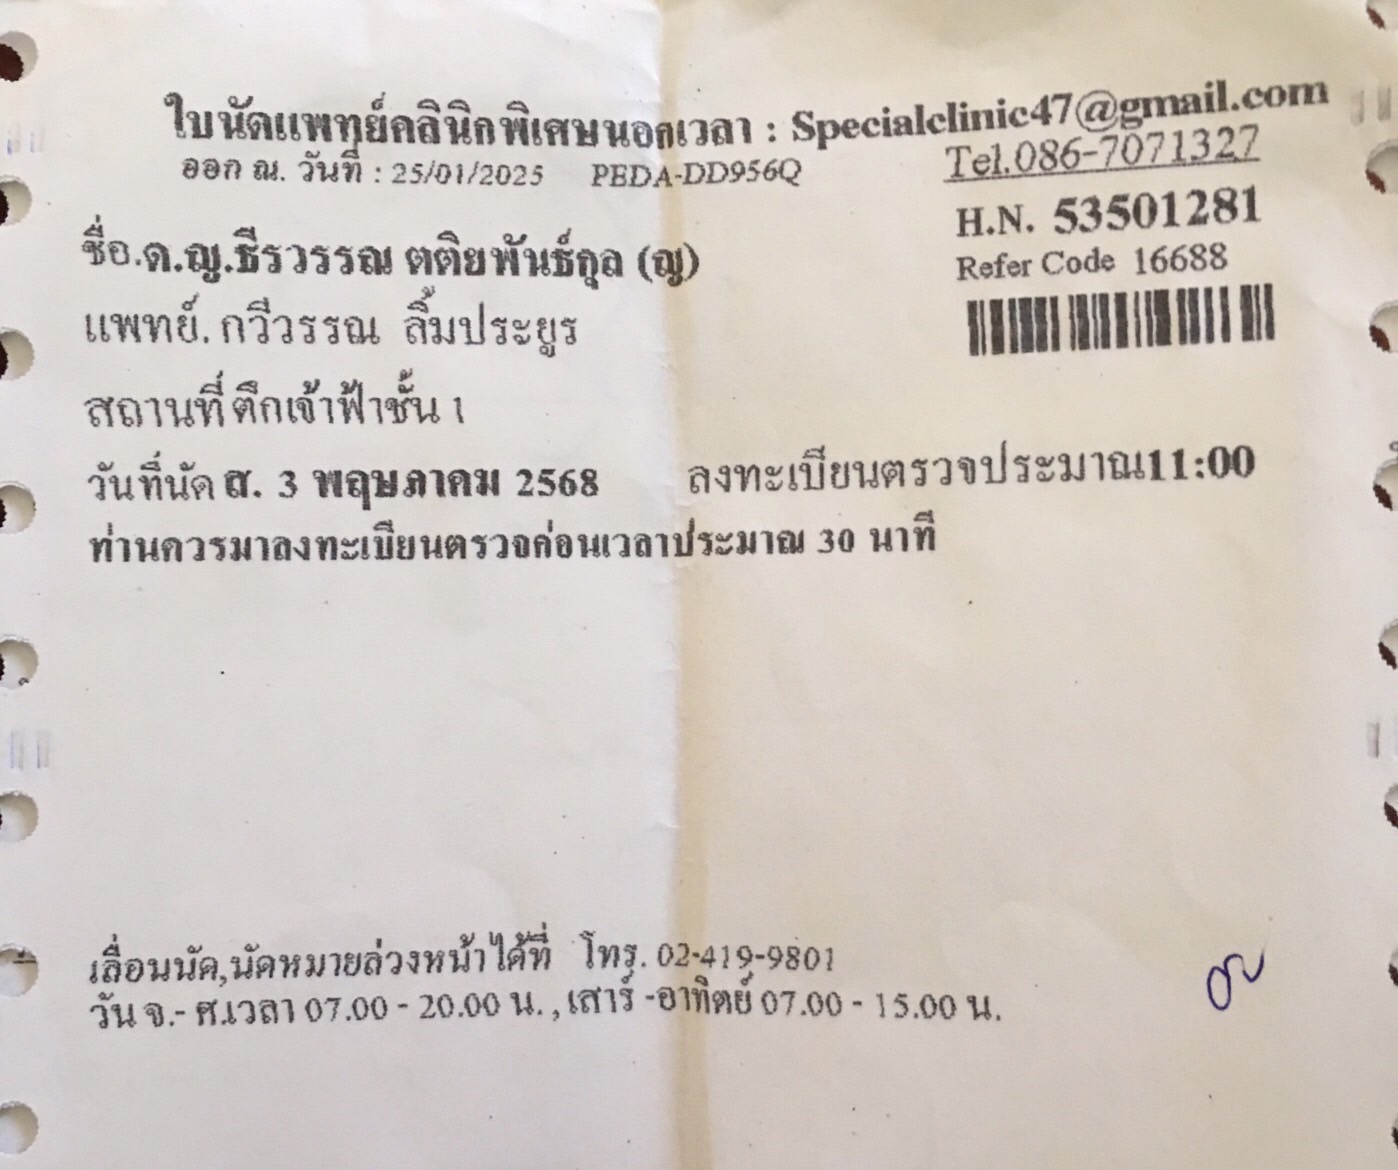 ใบนัดแพทย์คลินิกพิเศษนอกเวลา : Specialclinic47@gmail.com
ออก ณ. วันที่ : 25/01/2025 PEDA-DD956Q Tel.086-7071327
H.N. 53501281
ชื่อ.ด.ญ.ธีรวรรณ ตติยพันธ์กุล (ญ) Refer Code 16688
แพทย์. กวีวรรณ ลิ้มประยูร
สถานที่ ตึกเจ้าฟ้าชั้น 1
วันที่นัด ส. 3 พฤษภาคม 2568 ลงทะเบียนตรวจประมาณ11:00
ท่านควรมาลงทะเบียนตรวจก่อนเวลาประมาณ 30 นาที
เลื่อนนัด,นัดหมายล่วงหน้าได้ที่ โทร. 02-419-9801
วัน จ.- ศ.เวลา 07.00 - 20.00 น. , เสาร์ -อาทิตย์ 07.00 - 15.00 น.